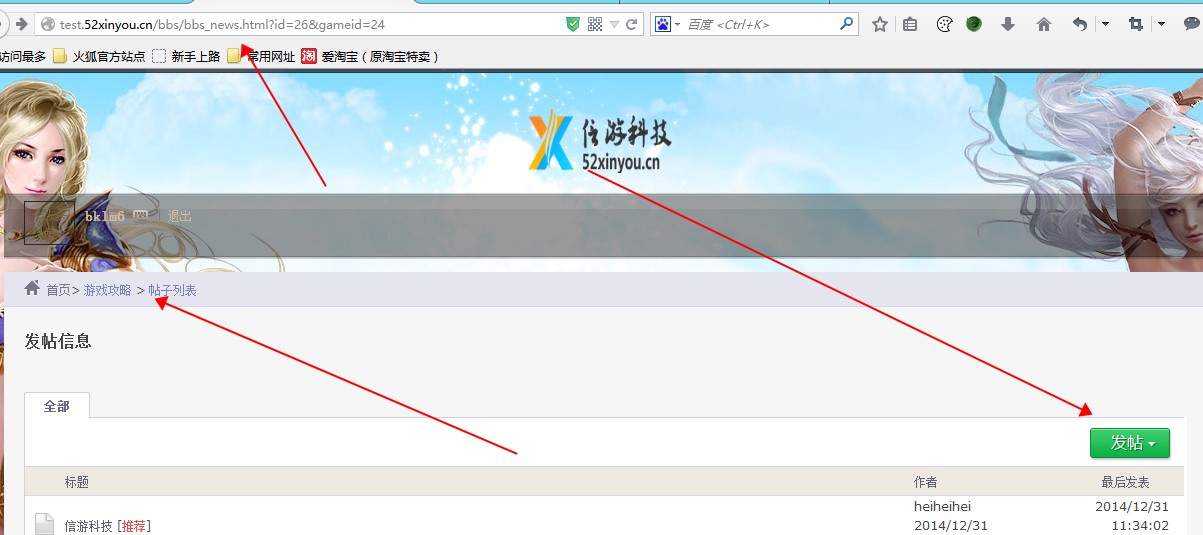 test.52xinyou.cn/bbs/bbs_news.html?id=26&gameid=24
百度 <Ctrl+K>
访问最多 火狐官方站点 新手上路 常用网址 淘 爱淘宝（原淘宝特卖）
信游科技
52xinyou.cn
bklm6 退出
首页> 游戏攻略 > 帖子列表
发帖信息
全部
发帖
标题 作者 最后发表
heiheihei 2014/12/31
信游科技 [推荐] 2014/12/31 11:34:02